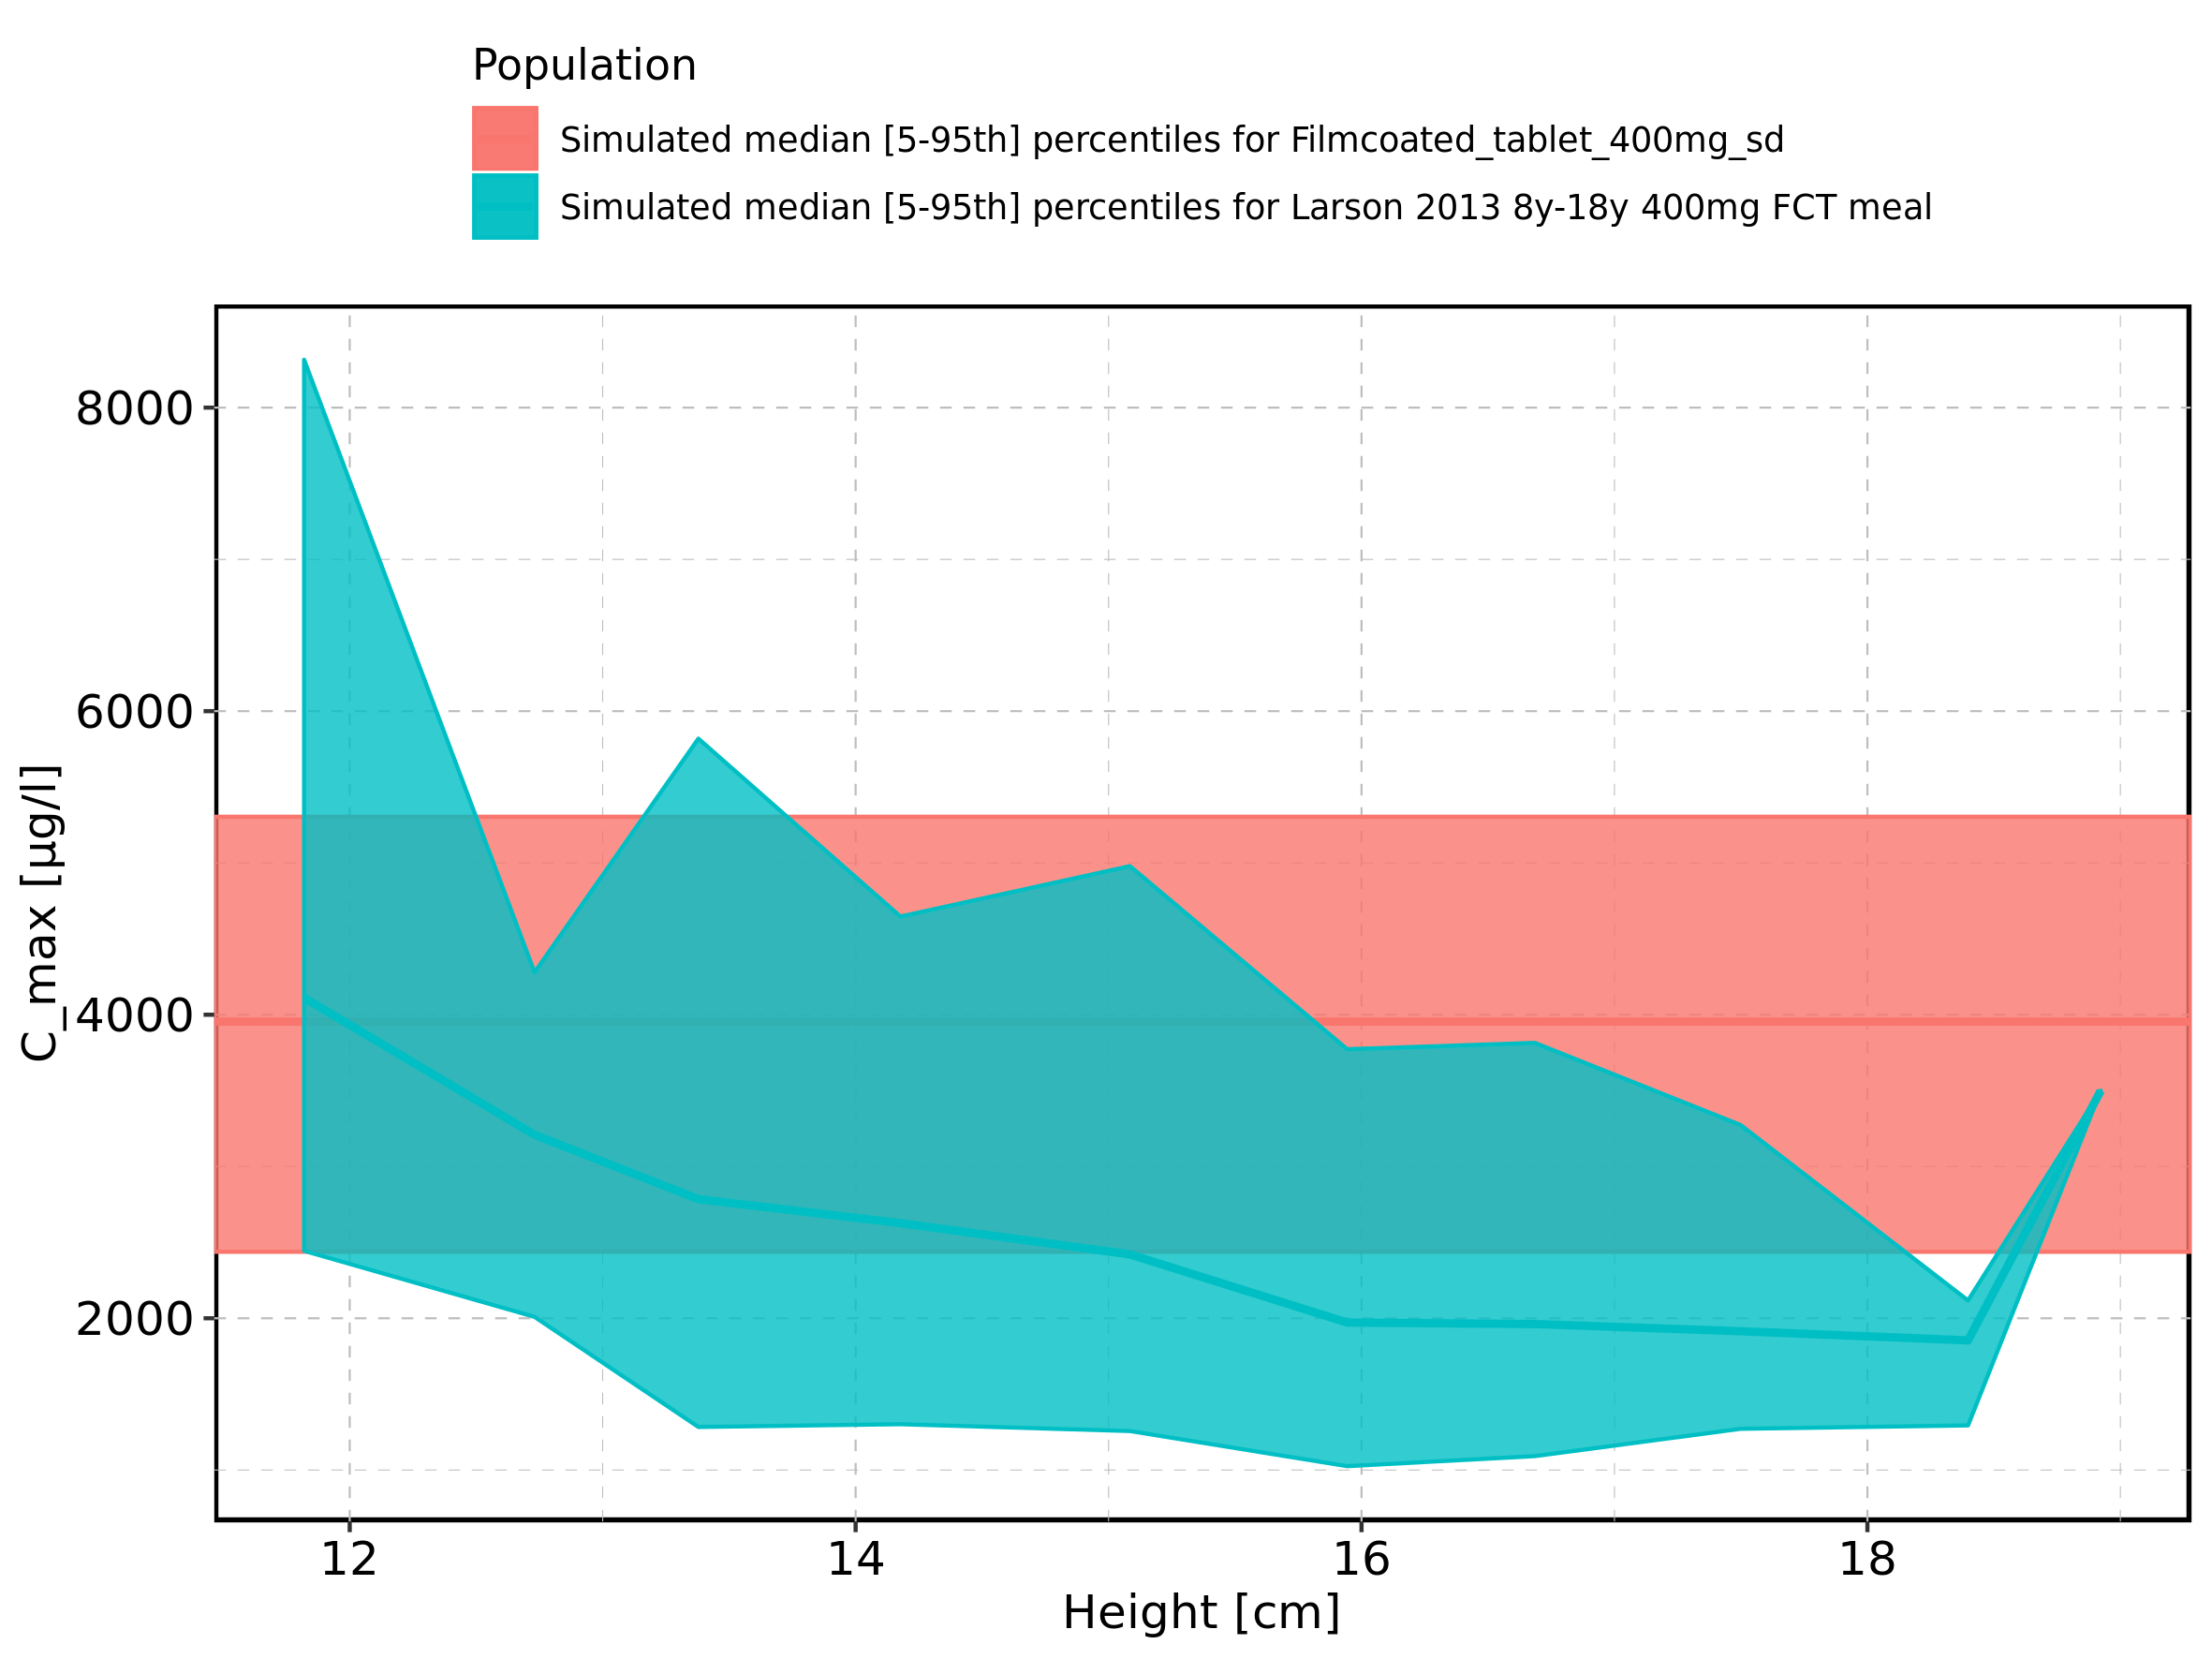 Population
Simulated median [5-95th] percentiles for Filmcoated_tablet_400mg_sd
Simulated median [5-95th] percentiles for Larson 2013 8y-18y 400mg FCT meal
8000
6000
4000
2000
C_max [µg/l]
12 14 16 18
Height [cm]